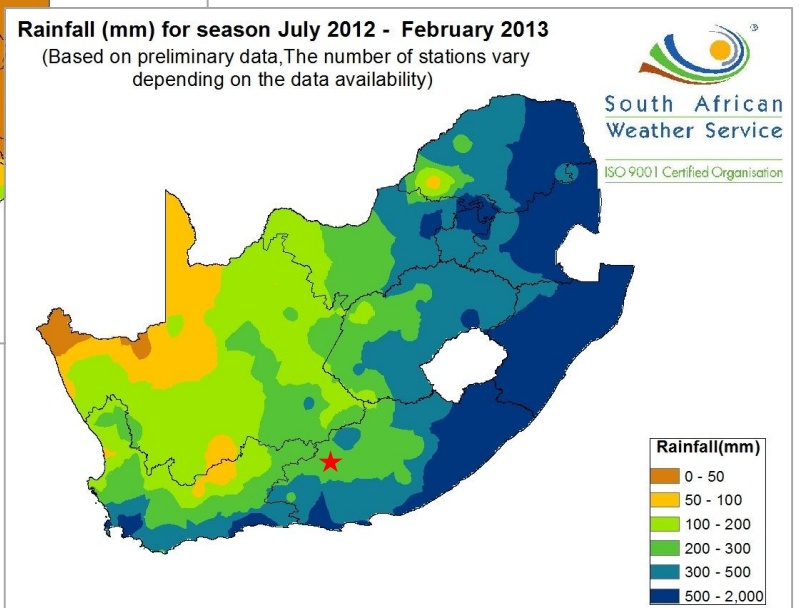 Rainfall (mm) for season July 2012 - February 2013
(Based on preliminary data,The number of stations vary
depending on the data availability)
South African
Weather Service
ISO 9001 Certified Organisation
Rainfall(mm)
0 - 50
50 - 100
100 - 200
200 - 300
300 - 500
500 - 2,000